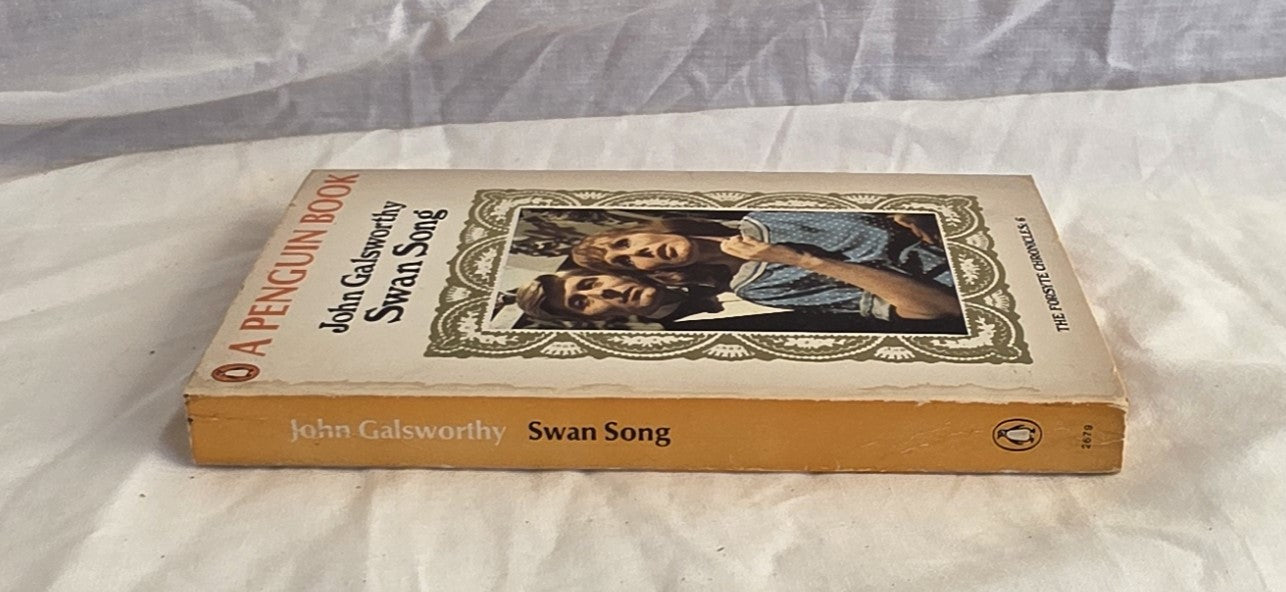 A PENGUIN BOOK
John Galsworthy
Swan Song
THE FORSYTE CHRONICLES: 6
John Galsworthy Swan Song
2679